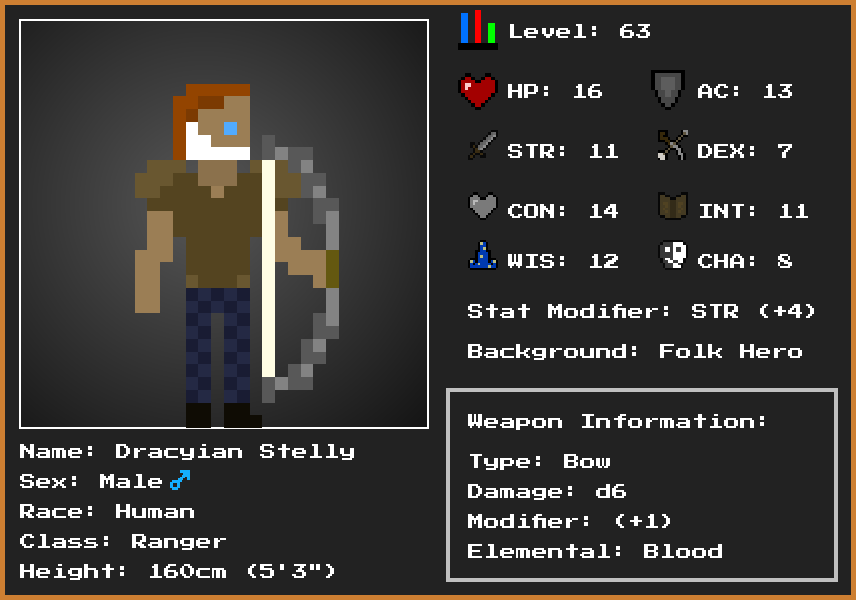 Level: 63
HP: 16 AC: 13
STR: 11 DEX: 7
CON: 14 INT: 11
WIS: 12 CHA: 8
Stat Modifier: STR (+4)
Background: Folk Hero
Weapon Information:
Type: Bow
Damage: d6
Modifier: (+1)
Elemental: Blood
Name: Dracyian Stelly
Sex: Male ♂
Race: Human
Class: Ranger
Height: 160cm (5'3")